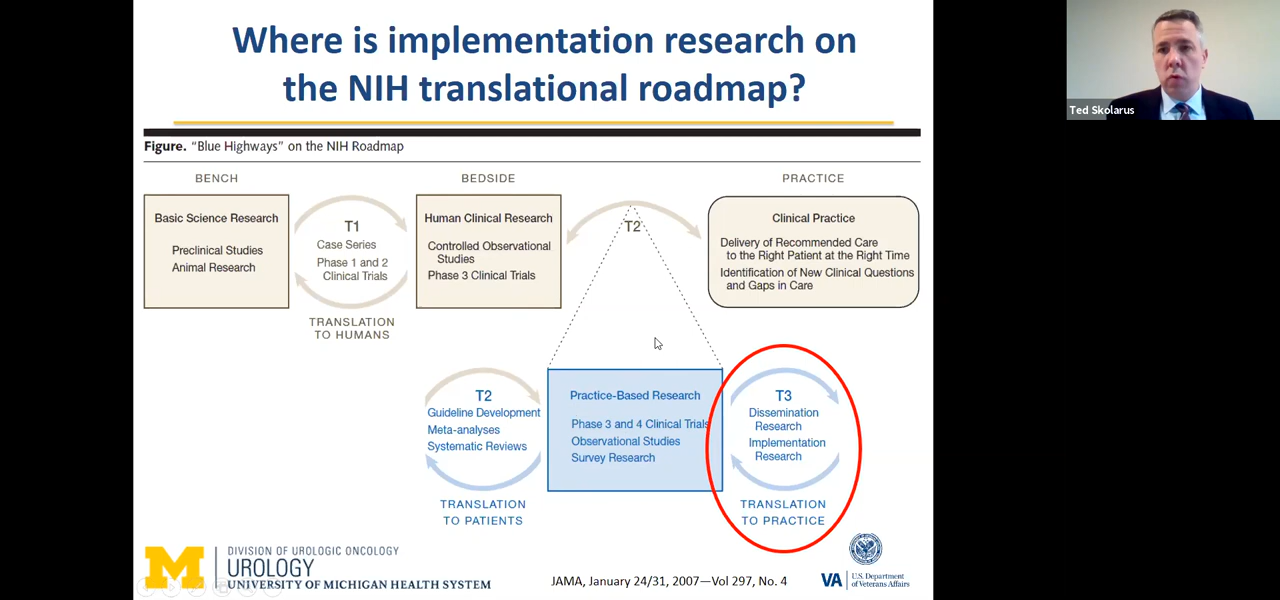 Where is implementation research on
the NIH translational roadmap?
Ted Skolarus
Figure. "Blue Highways" on the NIH Roadmap
BENCH
BEDSIDE
PRACTICE
Basic Science Research
Preclinical Studies
Animal Research
T1
Case Series
Phase 1 and 2
Clinical Trials
TRANSLATION
TO HUMANS
Human Clinical Research
Controlled Observational
Studies
Phase 3 Clinical Trials
T2
Clinical Practice
Delivery of Recommended Care
to the Right Patient at the Right Time
Identification of New Clinical Questions
and Gaps in Care
T2
Guideline Development
Meta-analyses
Systematic Reviews
TRANSLATION
TO PATIENTS
Practice-Based Research
Phase 3 and 4 Clinical Trials
Observational Studies
Survey Research
T3
Dissemination
Research
Implementation
Research
TRANSLATION
TO PRACTICE
M
DIVISION OF UROLOGIC ONCOLOGY
UROLOGY
UNIVERSITY OF MICHIGAN HEALTH SYSTEM
JAMA, January 24/31, 2007—Vol 297, No. 4
VA
U.S. Department
of Veterans Affairs